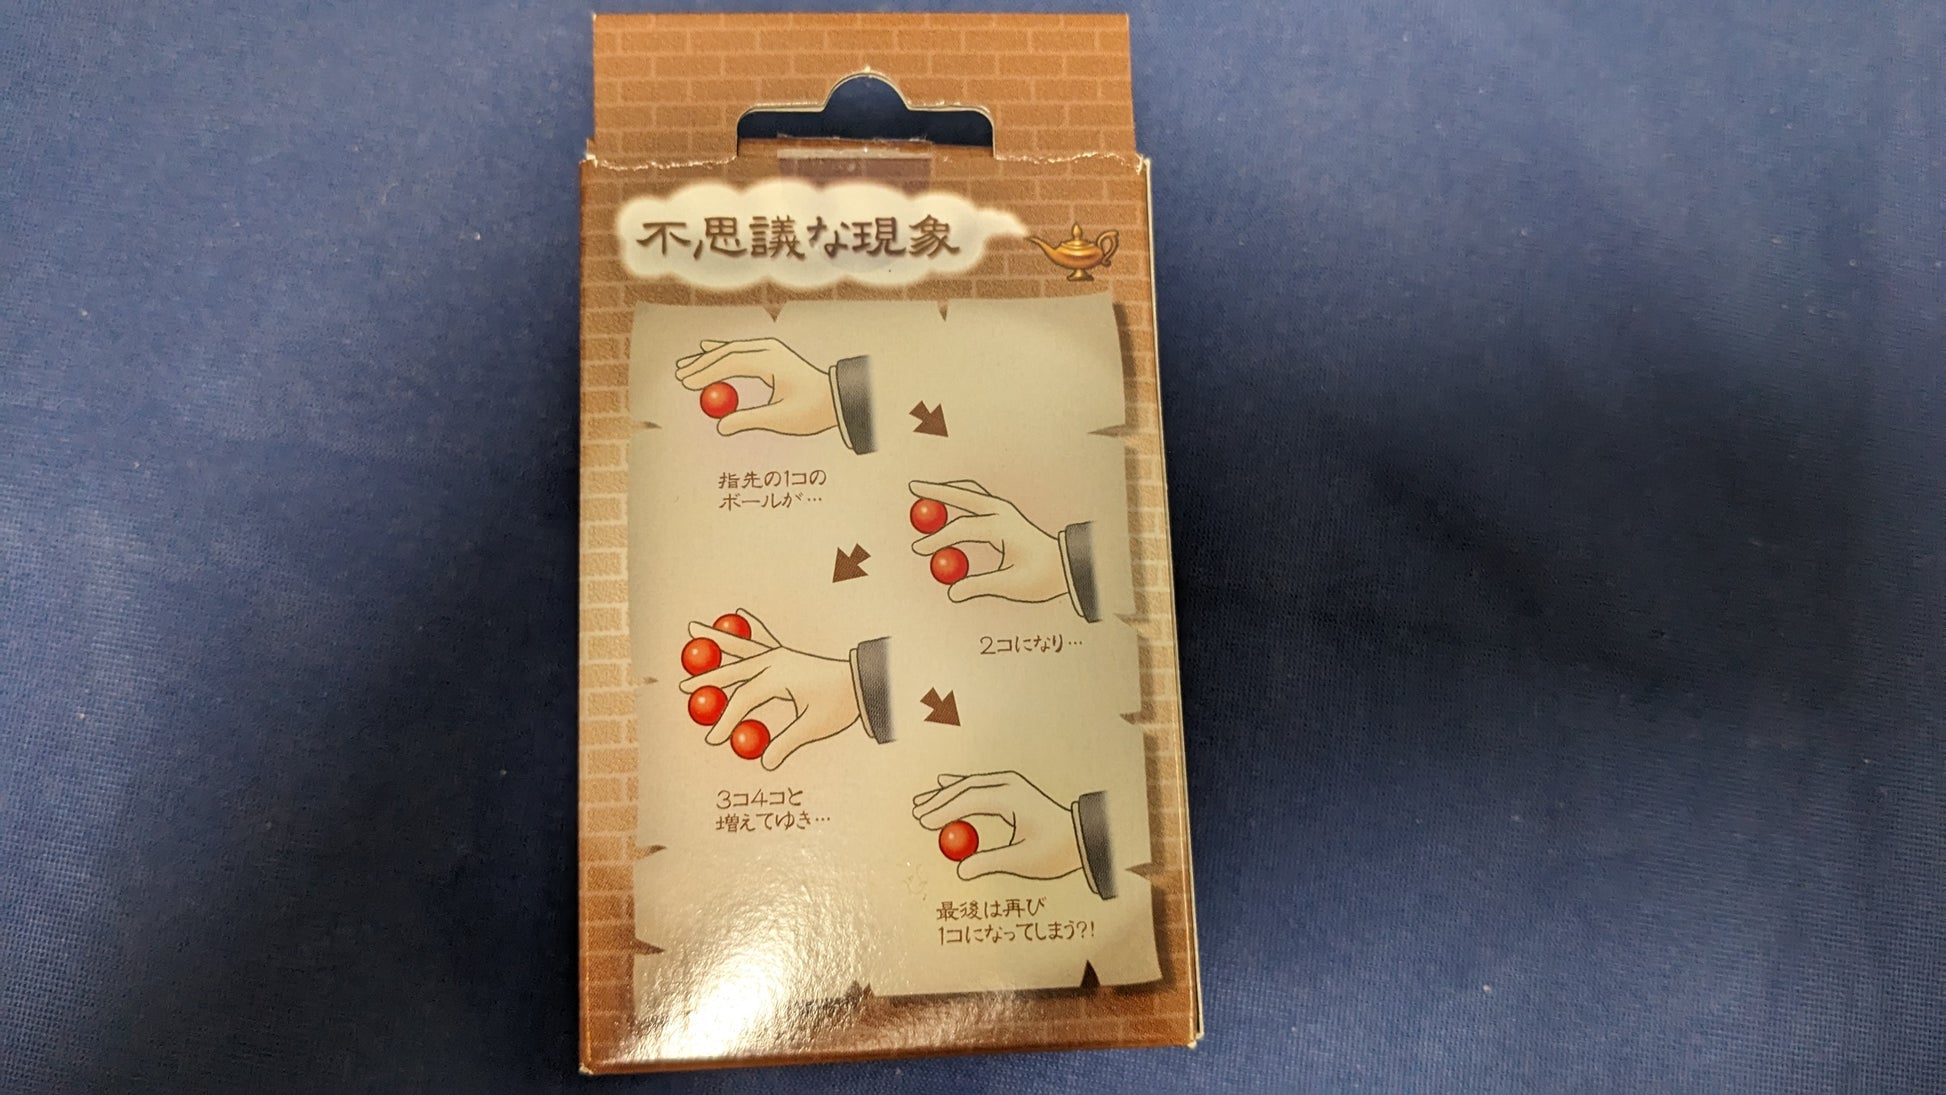 不思議な現象
指先の1コの
ボールが…
2コになり…
3コ4コと
増えてゆき…
最後は再び
1コになってしまう?!